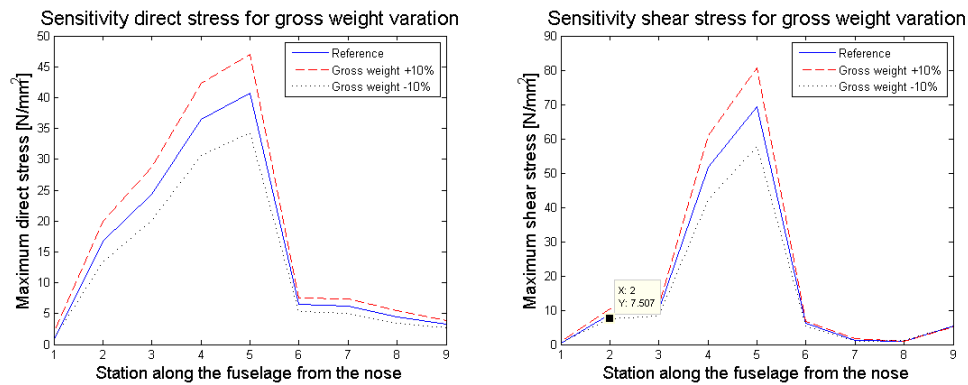 Sensitivity direct stress for gross weight varation
50
45
40
35
30
25
20
15
10
5
0
Maximum direct stress [N/mm2]
Reference
Gross weight +10%
Gross weight -10%
1 2 3 4 5 6 7 8 9
Station along the fuselage from the nose
Sensitivity shear stress for gross weight varation
90
80
70
60
50
40
30
20
10
0
Maximum shear stress [N/mm2]
Reference
Gross weight +10%
Gross weight -10%
X: 2
Y: 7.507
1 2 3 4 5 6 7 8 9
Station along the fuselage from the nose